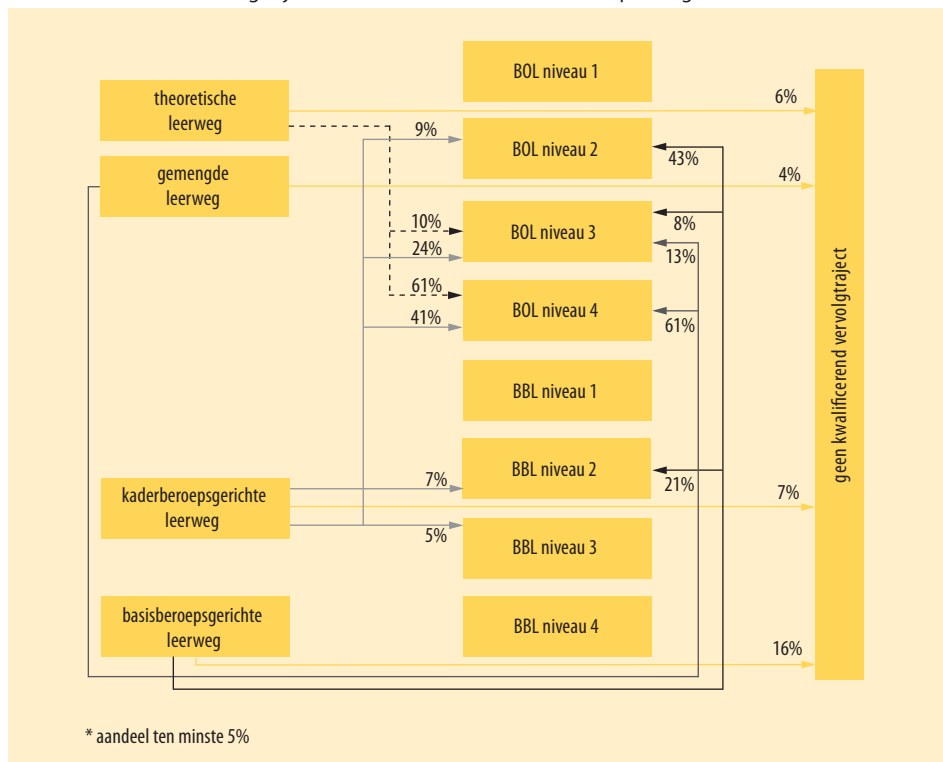 BOL niveau 1
theoretische
leerweg
6%
9%
BOL niveau 2
43%
gemengde
leerweg
4%
10%
BOL niveau 3
8%
24%
13%
61%
BOL niveau 4
41%
61%
geen kwalificerend vervolgtraject
BBL niveau 1
BBL niveau 2
7%
21%
kaderberoepsgerichte
leerweg
7%
5%
BBL niveau 3
basisberoepsgerichte
leerweg
BBL niveau 4
16%
* aandeel ten minste 5%